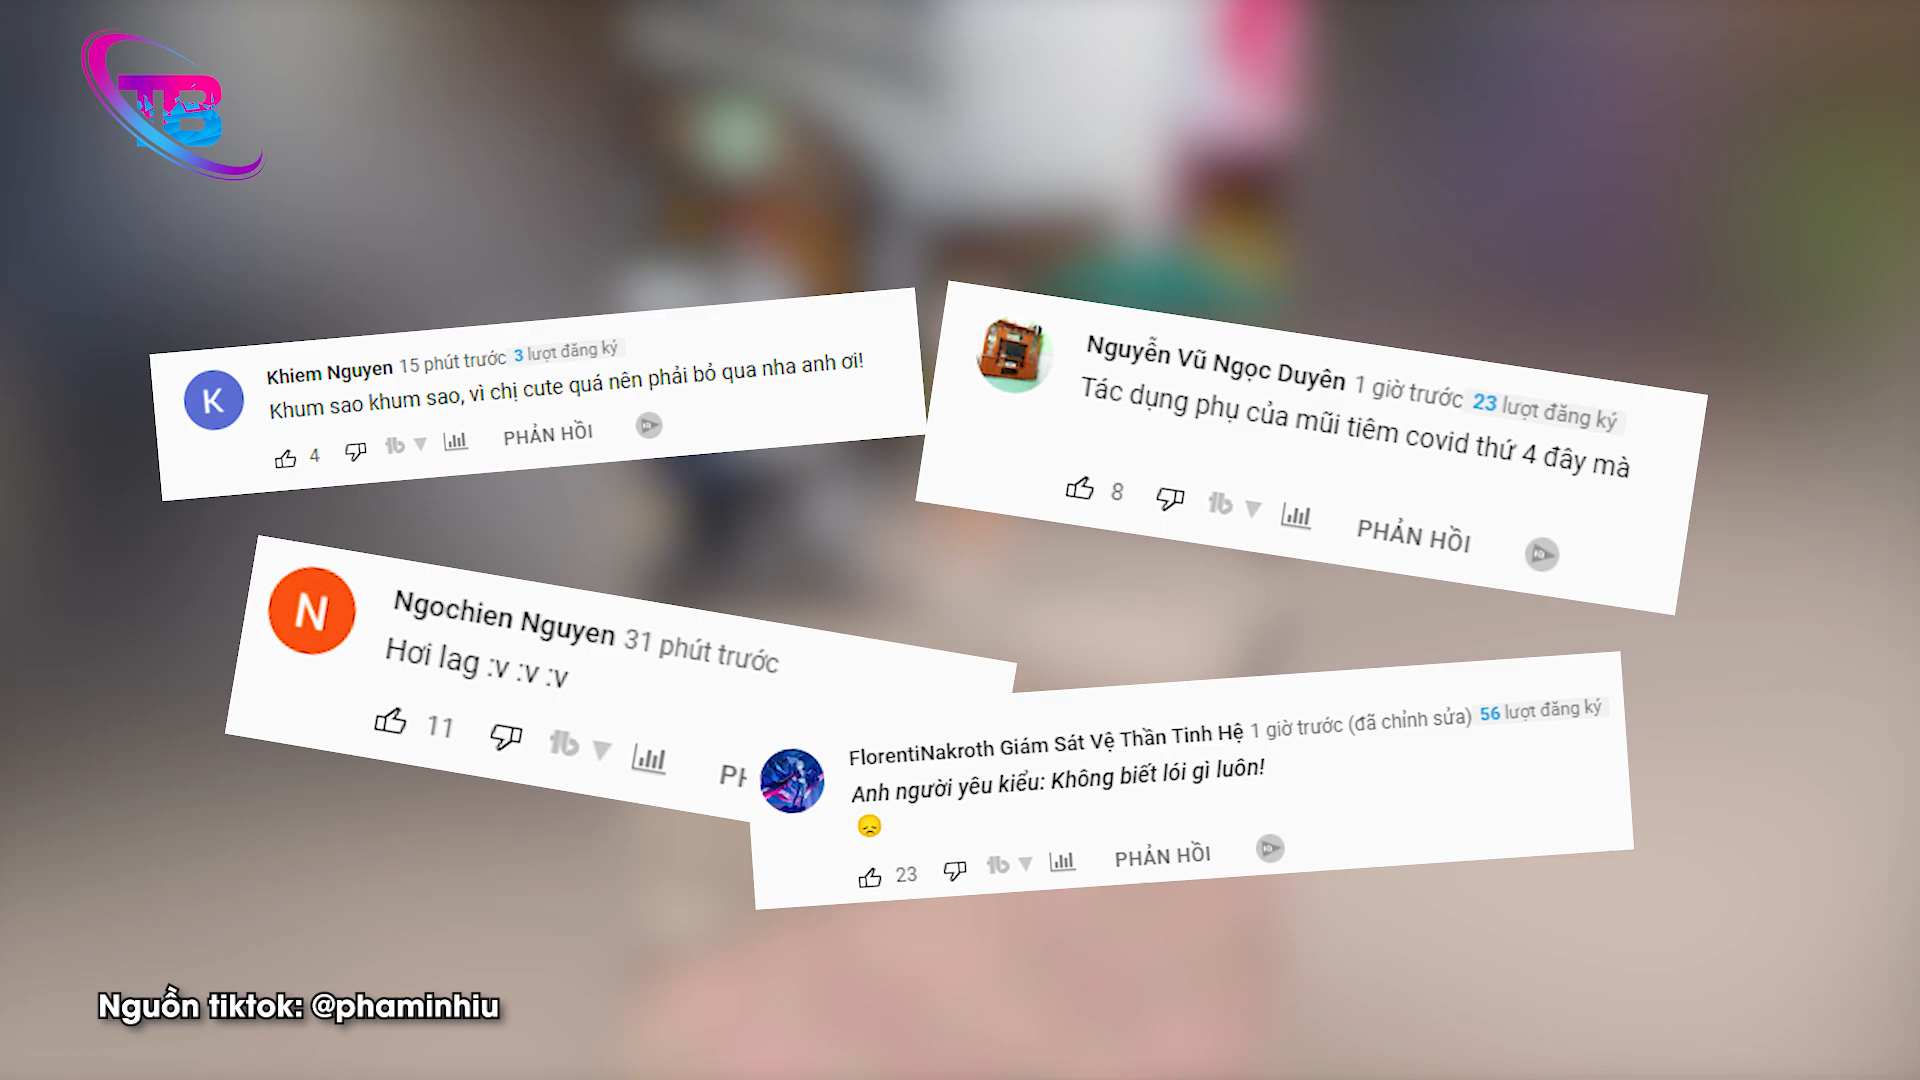 TB
K
Khiem Nguyen 15 phút trước 3 lượt đăng ký
Khum sao khum sao, vì chị cute quá nên phải bỏ qua nha anh ơi!
4 PHẢN HỒI
Nguyễn Vũ Ngọc Duyên 1 giờ trước 23 lượt đăng ký
Tác dụng phụ của mũi tiêm covid thứ 4 đây mà
8 PHẢN HỒI
N
Ngochien Nguyen 31 phút trước
Hơi lag :v :v :v
11 PH
FlorentiNakroth Giám Sát Vệ Thần Tinh Hệ 1 giờ trước (đã chỉnh sửa) 56 lượt đăng ký
Anh người yêu kiểu: Không biết lói gì luôn!
23 PHẢN HỒI
Nguồn tiktok: @phaminhiu